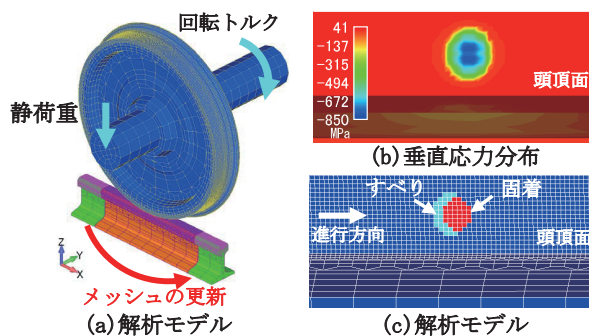 回転トルク
静荷重
Z
Y
X
メッシュの更新
(a)解析モデル
41
-137
-315
-494
-672
-850
MPa
頭頂面
(b)垂直応力分布
すべり
固着
進行方向
頭頂面
(c)解析モデル